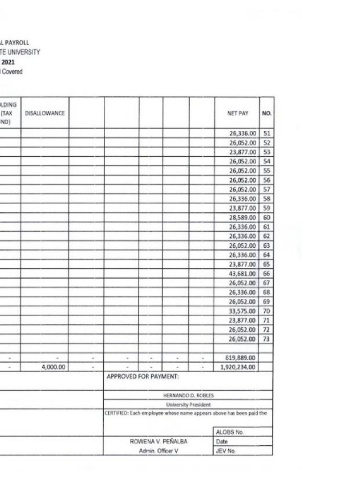 L PAYROLL
TE UNIVERSITY
2021
Covered
LDING
(TAX
ND)
DISALLOWANCE
NET PAY NO.
26,336.00 51
26,052.00 52
23,877.00 53
26,052.00 54
26,052.00 55
26,052.00 56
26,052.00 57
26,336.00 58
23,877.00 59
28,589.00 60
26,336.00 61
26,336.00 62
26,052.00 63
26,336.00 64
23,877.00 65
43,681.00 66
26,052.00 67
26,336.00 68
26,052.00 69
33,575.00 70
23,877.00 71
26,052.00 72
26,052.00 73
- - - - - - - 619,889.00
- 4,000.00 - - - - - 1,920,234.00
APPROVED FOR PAYMENT:
HERNANDO D. ROBLES
University President
CERTIFIED: Each employee whose name appears above has been paid the
ALOBS No.
ROWENA V. PEÑALBA Date
Admin. Officer V JEV No.